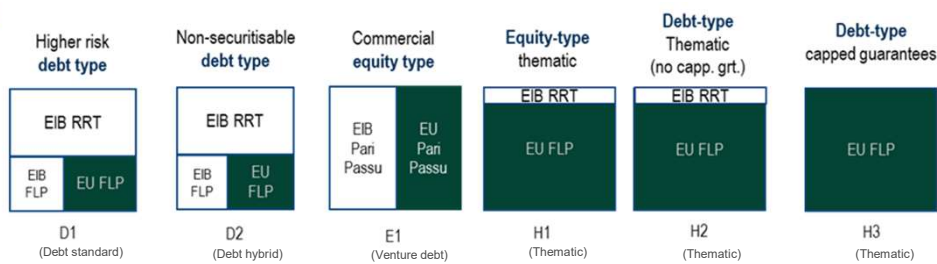 Higher risk
debt type
EIB RRT
EIB
FLP
EU FLP
D1
(Debt standard)
Non-securitisable
debt type
EIB RRT
EIB
FLP
EU
FLP
D2
(Debt hybrid)
Commercial
equity type
EIB
Pari
Passu
EU
Pari
Passu
E1
(Venture debt)
Equity-type
thematic
EIB RRT
EU FLP
H1
(Thematic)
Debt-type
Thematic
(no capp. grt.)
EIB RRT
EU FLP
H2
(Thematic)
Debt-type
capped guarantees
EU FLP
H3
(Thematic)